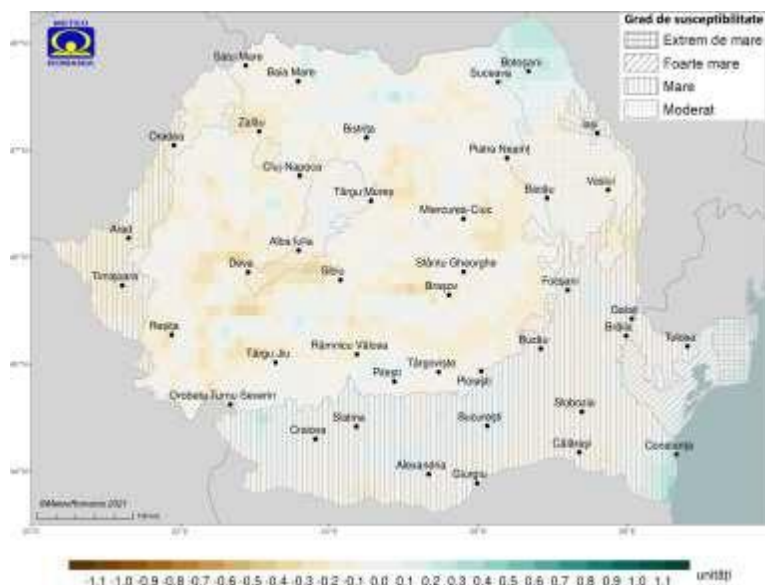 METEO
ROMANIA
Grad de susceptibilitate
Extrem de mare
Foarte mare
Mare
Moderat
Satu Mare
Baia Mare
Suceava
Botoșani
Zalău
Bistrița
Iași
Oradea
Piatra Neamț
Cluj-Napoca
Târgu Mureș
Bacău
Vaslui
Miercurea-Ciuc
Arad
Alba Iulia
Deva
Sibiu
Sfântu Gheorghe
Timișoara
Brașov
Focșani
Galați
Reșița
Brăila
Tulcea
Râmnicu Vâlcea
Buzău
Târgu Jiu
Târgoviște
Pitești
Ploiești
Drobeta Turnu Severin
Slatina
București
Slobozia
Craiova
Călărași
Constanța
Alexandria
Giurgiu
©MeteoRomania 2021
-1.1 -1.0 -0.9 -0.8 -0.7 -0.6 -0.5 -0.4 -0.3 -0.2 -0.1 0.0 0.1 0.2 0.3 0.4 0.5 0.6 0.7 0.8 0.9 1.0 1.1 unități